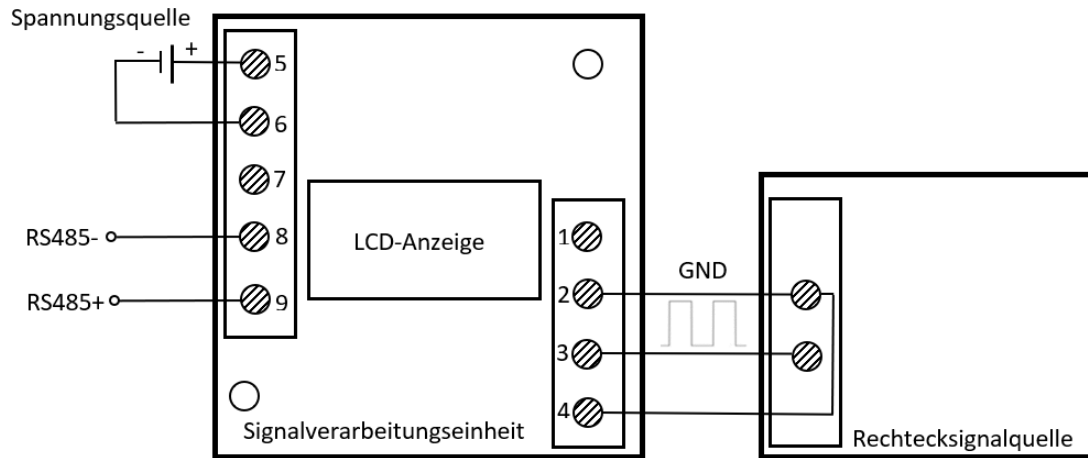 Spannungsquelle
- +
5
6
7
RS485- 8
RS485+ 9
LCD-Anzeige
1
2
3
4
GND
Signalverarbeitungseinheit
Rechtecksignalquelle